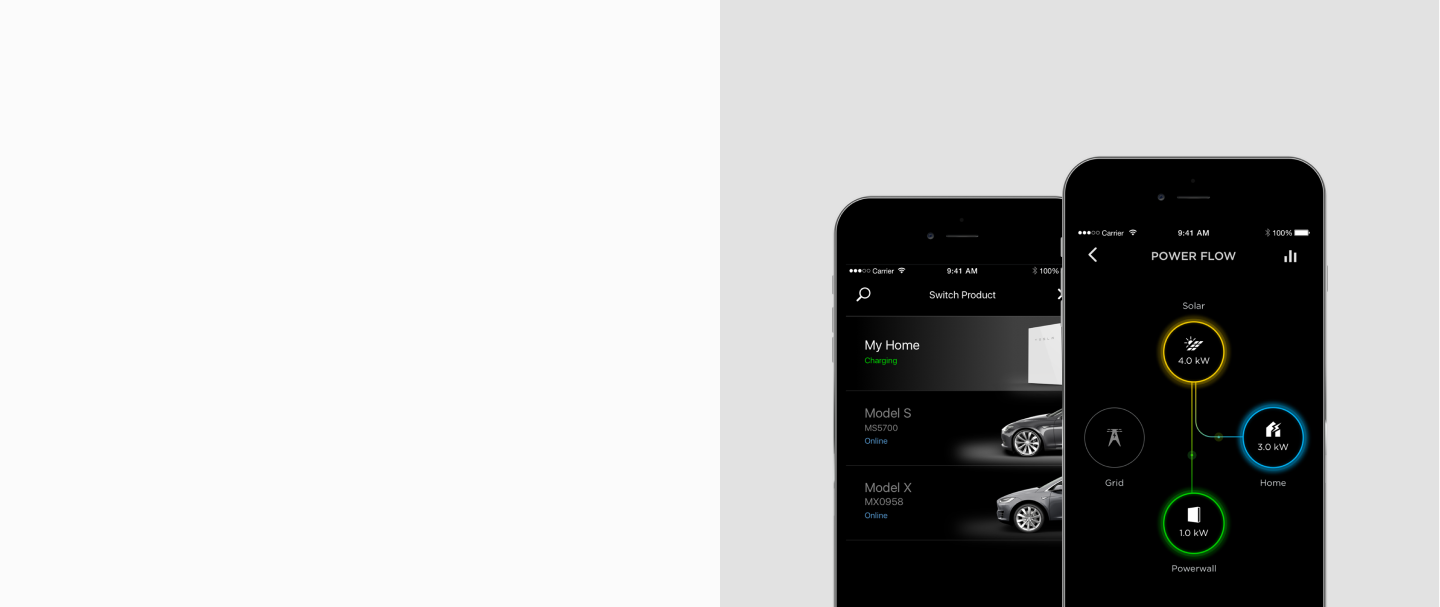 Carrier
9:41 AM
100%
Switch Product
TESLA
My Home
Charging
Model S
MS5700
Online
Model X
MX0958
Online
Carrier
9:41 AM
100%
POWER FLOW
Solar
4.0 kW
3.0 kW
Grid
Home
1.0 kW
Powerwall